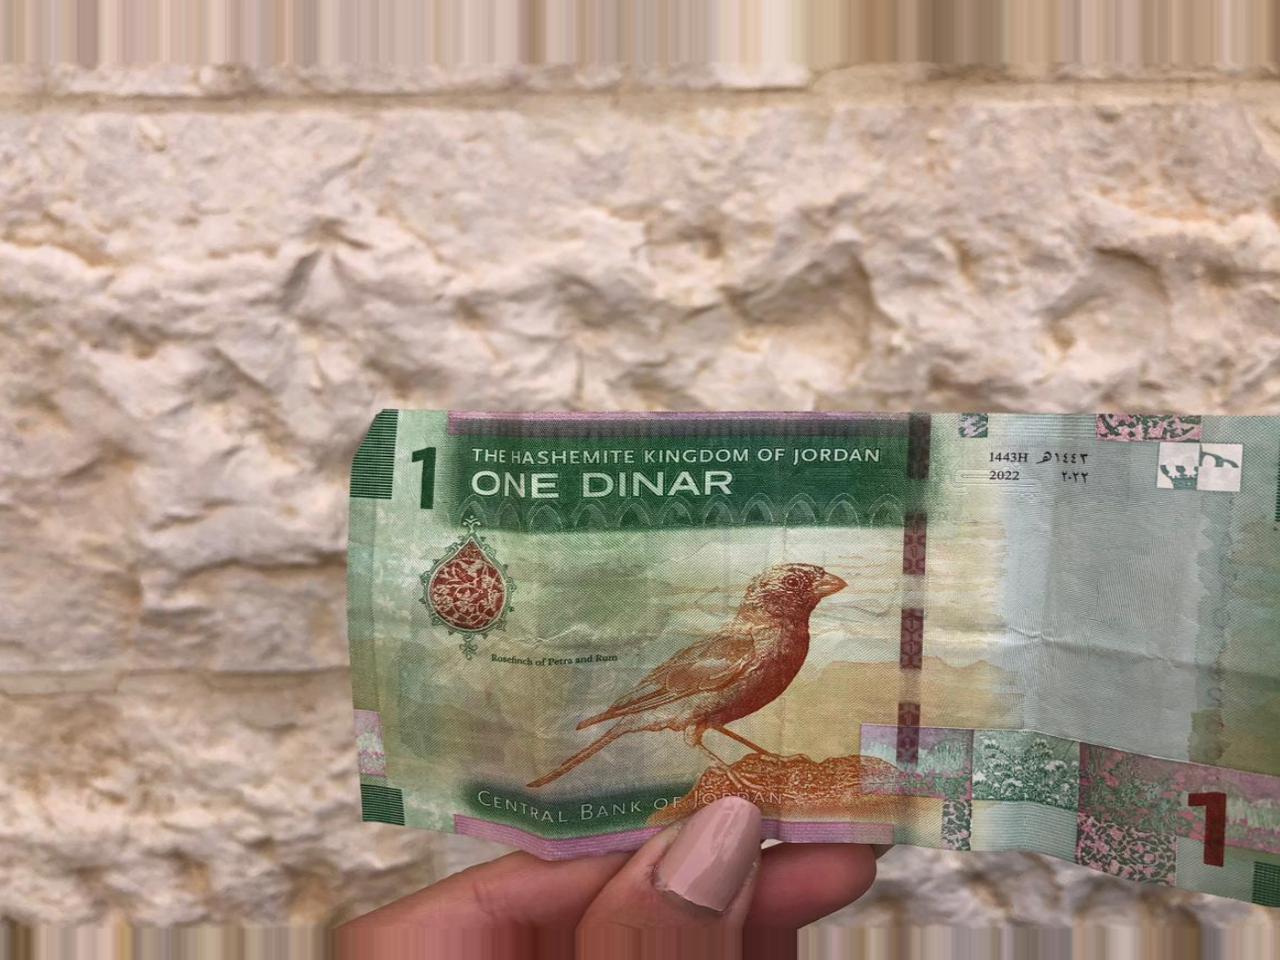 1
THE HASHEMITE KINGDOM OF JORDAN
ONE DINAR
1443H ١٤٤٣هـ
2022 ٢٠٢٢
Rosefinch of Petra and Rum
CENTRAL BANK OF JORDAN
1